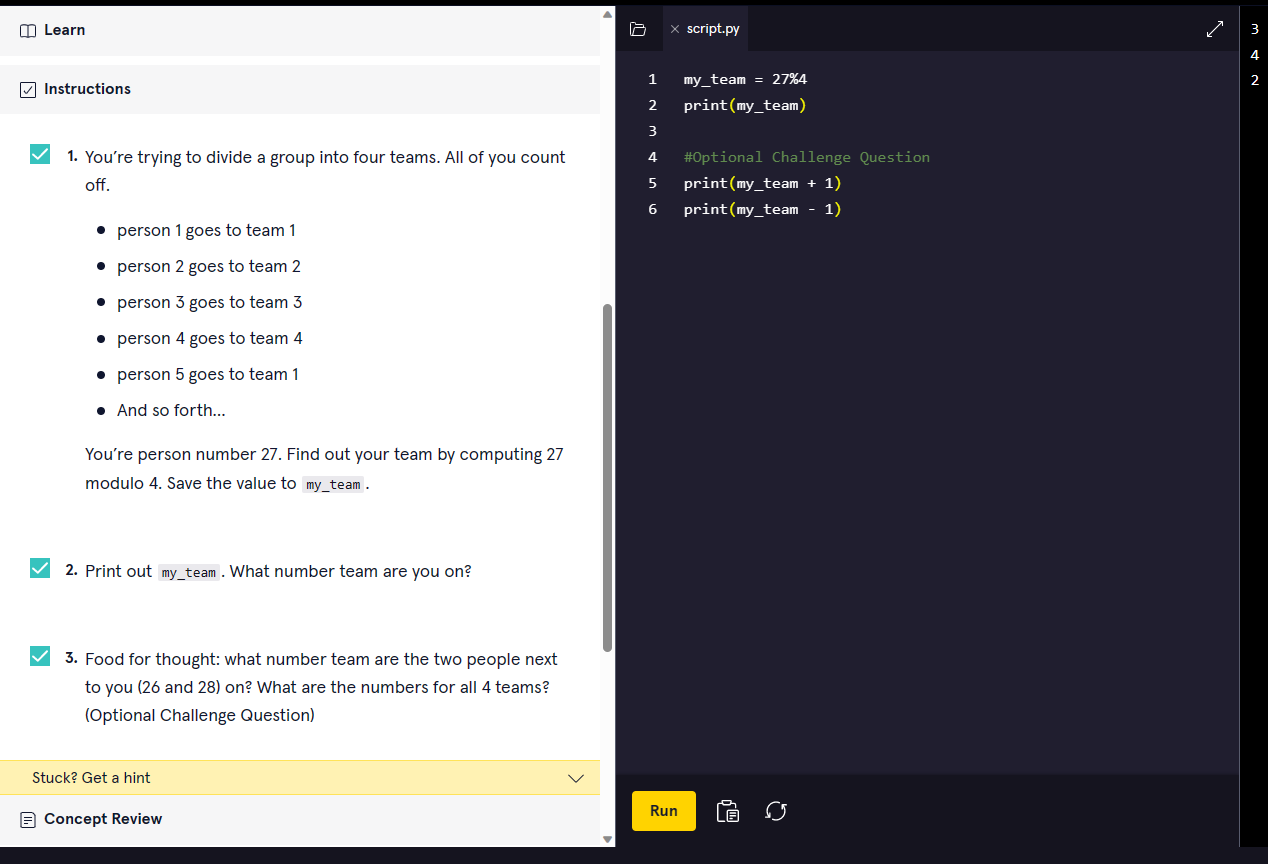 Learn
Instructions
1. You’re trying to divide a group into four teams. All of you count
off.
person 1 goes to team 1
person 2 goes to team 2
person 3 goes to team 3
person 4 goes to team 4
person 5 goes to team 1
And so forth…
You’re person number 27. Find out your team by computing 27
modulo 4. Save the value to my_team.
2. Print out my_team. What number team are you on?
3. Food for thought: what number team are the two people next
to you (26 and 28) on? What are the numbers for all 4 teams?
(Optional Challenge Question)
Stuck? Get a hint
Concept Review
script.py
1 my_team = 27%4
2 print(my_team)
3
4 #Optional Challenge Question
5 print(my_team + 1)
6 print(my_team - 1)
Run
3
4
2